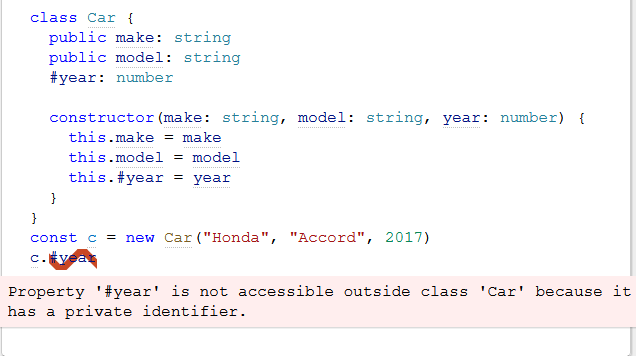 class Car {
  public make: string
  public model: string
  #year: number

  constructor(make: string, model: string, year: number) {
    this.make = make
    this.model = model
    this.#year = year
  }
}
const c = new Car("Honda", "Accord", 2017)
c.#year
Property '#year' is not accessible outside class 'Car' because it
has a private identifier.